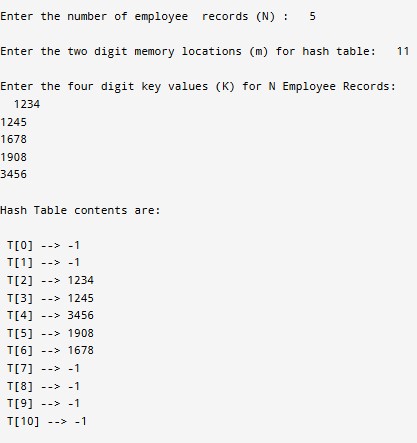 Enter the number of employee  records (N) :   5
Enter the two digit memory locations (m) for hash table:   11
Enter the four digit key values (K) for N Employee Records:
  1234
1245
1678
1908
3456
Hash Table contents are:
T[0] --> -1
T[1] --> -1
T[2] --> 1234
T[3] --> 1245
T[4] --> 3456
T[5] --> 1908
T[6] --> 1678
T[7] --> -1
T[8] --> -1
T[9] --> -1
T[10] --> -1